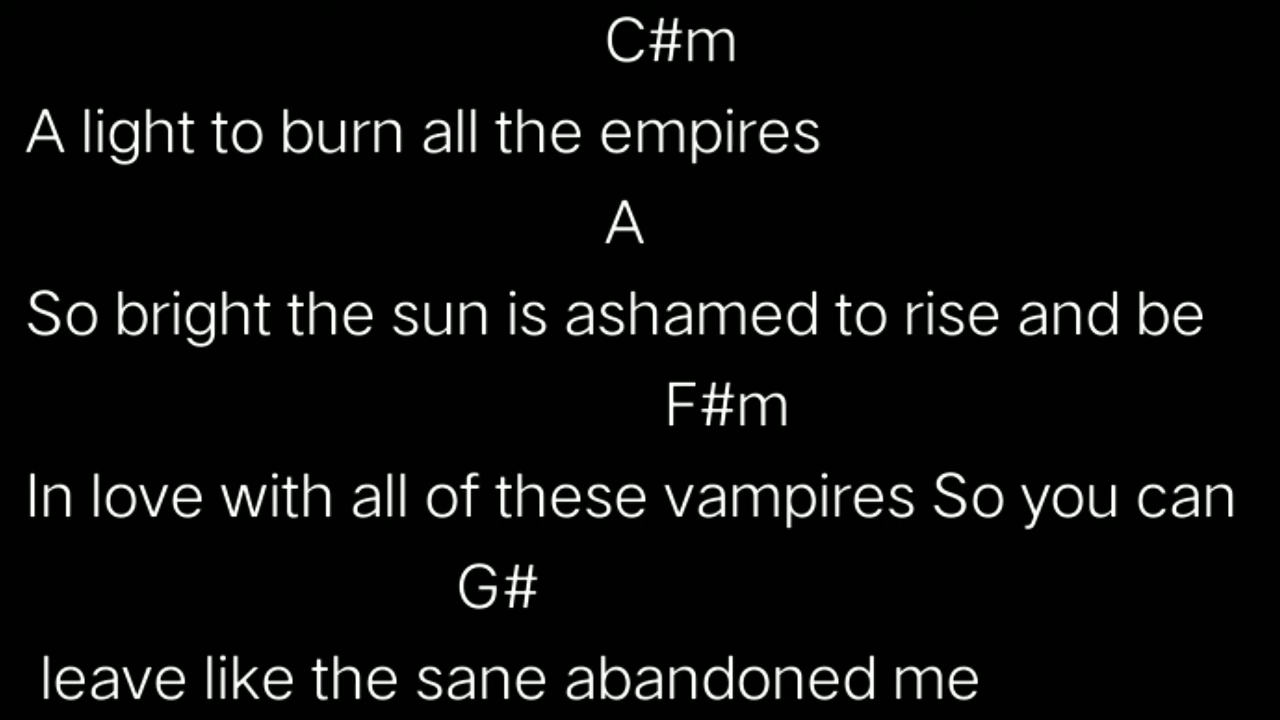 C#m
A light to burn all the empires
A
So bright the sun is ashamed to rise and be
F#m
In love with all of these vampires So you can
G#
leave like the sane abandoned me